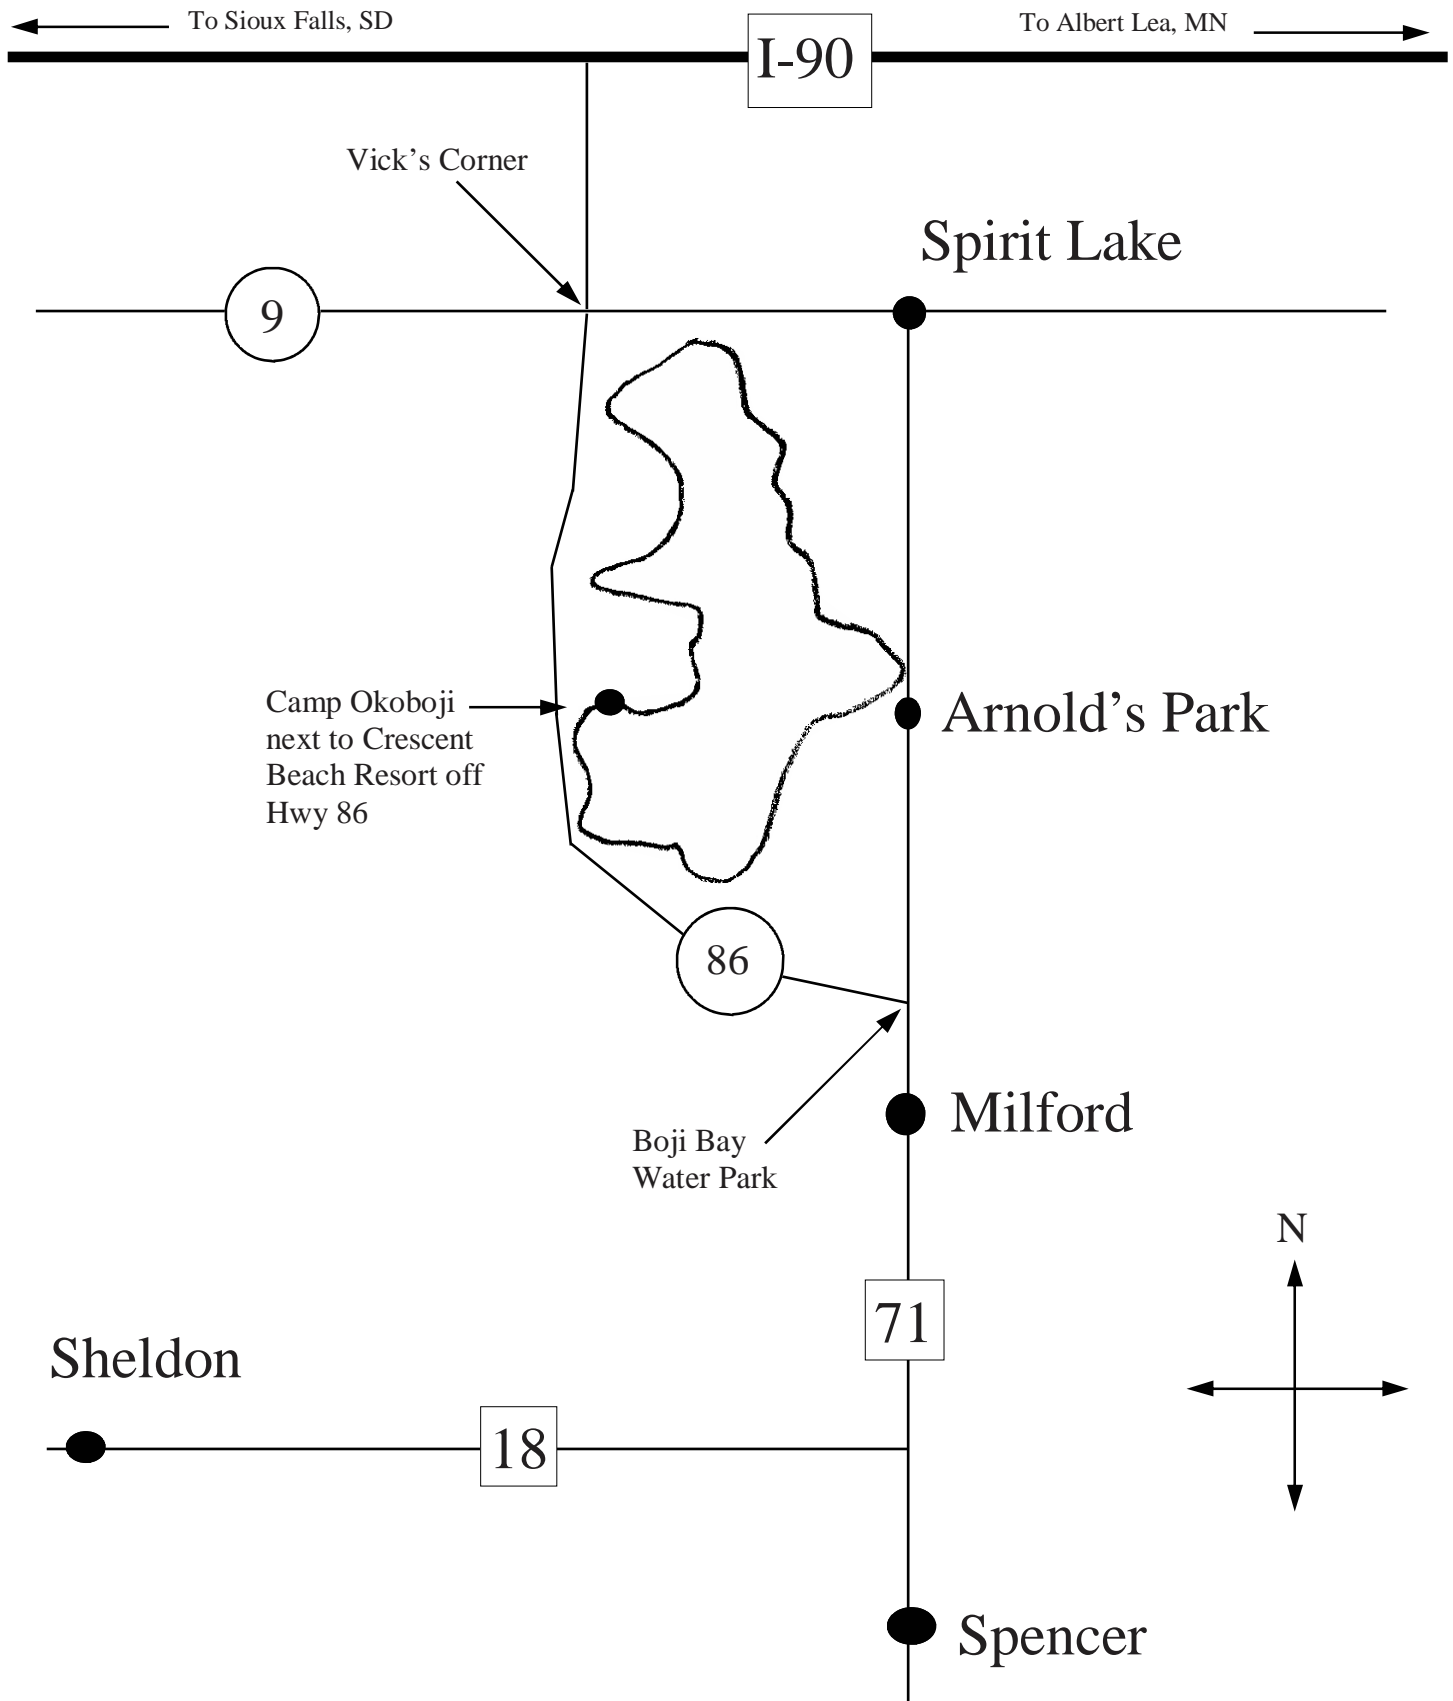 To Sioux Falls, SD
To Albert Lea, MN
I-90
Vick's Corner
Spirit Lake
9
Camp Okoboji
next to Crescent
Beach Resort off
Hwy 86
Arnold's Park
86
Milford
Boji Bay
Water Park
N
71
Sheldon
18
Spencer